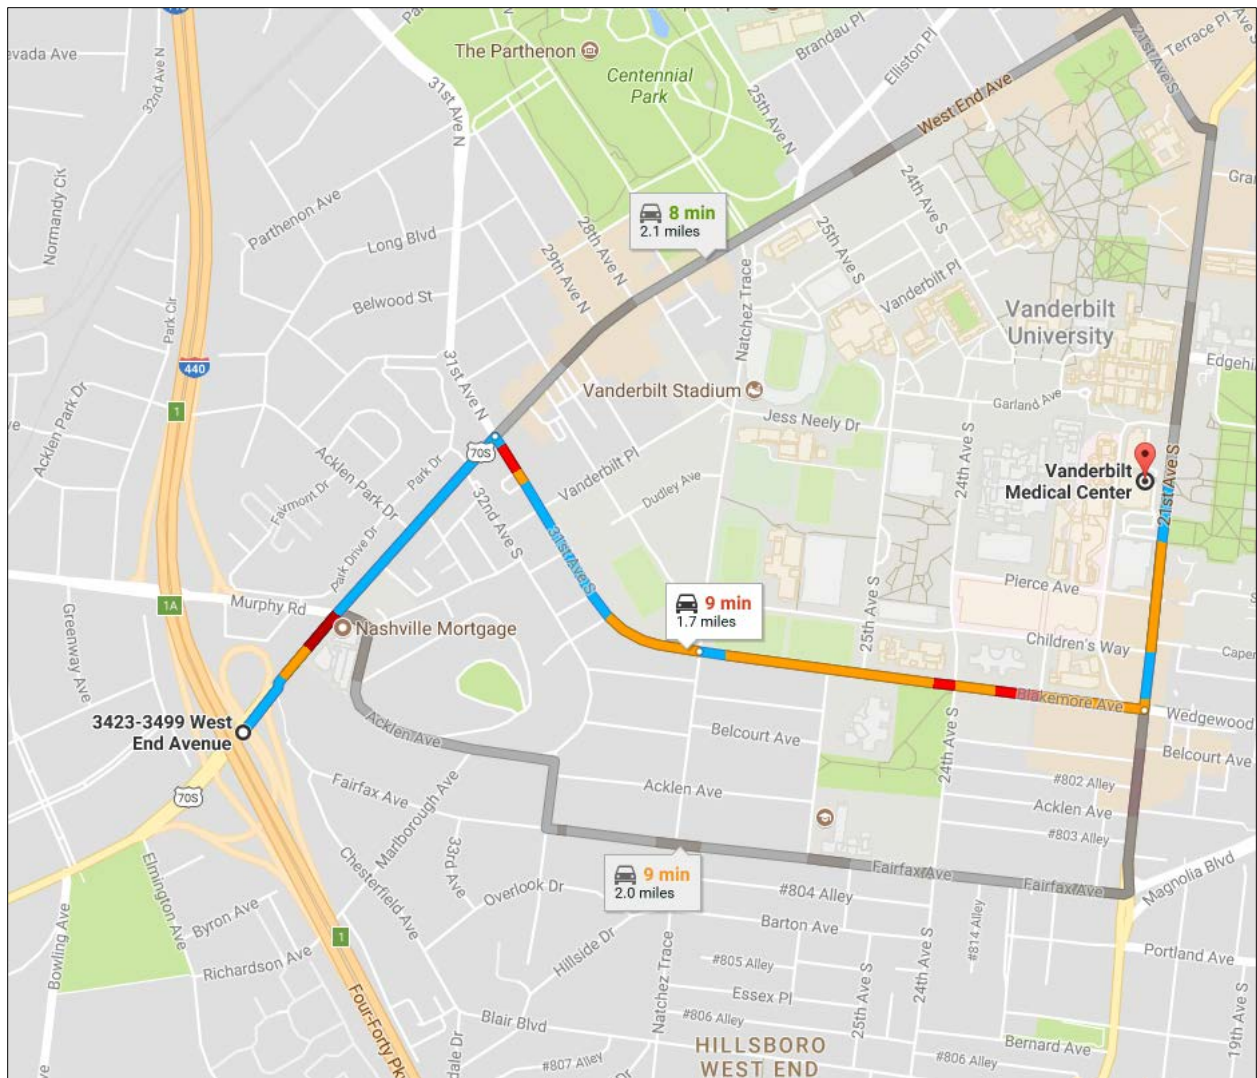 The Parthenon
Centennial
Park
Brandau Pl
Elliston Pl
21st Ave S
Terrace Pl
evada Ave
32nd Ave N
31st Ave N
25th Ave N
West End Ave
Normandy Cir
Parthenon Ave
Long Blvd
Belwood St
28th Ave N
29th Ave N
8 min
2.1 miles
24th Ave S
25th Ave S
Vanderbilt Pl
Natchez Trace
Vanderbilt
University
Park Cir
440
1
31st Ave N
Vanderbilt Stadium
Edgehil
Garland Ave
Jess Neely Dr
Acklen Park Dr
70S
Park Dr
Acklen Park Dr
Fairmont Dr
Vanderbilt Pl
Dudley Ave
24th Ave S
Vanderbilt
Medical Center
21st Ave S
32nd Ave S
31st Ave S
Park Drive Dr
Pierce Ave
1A
Murphy Rd
Nashville Mortgage
9 min
1.7 miles
25th Ave S
Children's Way
Caper
Greenway Ave
Blakemore Ave
Wedgewood
3423-3499 West
End Avenue
Acklen Ave
Belcourt Ave
24th Ave S
Belcourt Ave
70S
Fairfax Ave
Marlborough Ave
Acklen Ave
#802 Alley
Acklen Ave
#803 Alley
33rd Ave
Chesterfield Ave
Elmington Ave
9 min
2.0 miles
Fairfax Ave
Fairfax Ave
Magnolia Blvd
Overlook Dr
#804 Alley
Barton Ave
#814 Alley
Byron Ave
Bowling Ave
1
Richardson Ave
Hillside Dr
Natchez Trace
#805 Alley
24th Ave S
Portland Ave
Essex Pl
25th Ave S
Four-Forty Pkwy
Blair Blvd
#806 Alley
19th Ave S
Bernard Ave
HILLSBORO
WEST END
#806 Alley
#807 Alley
dale Dr